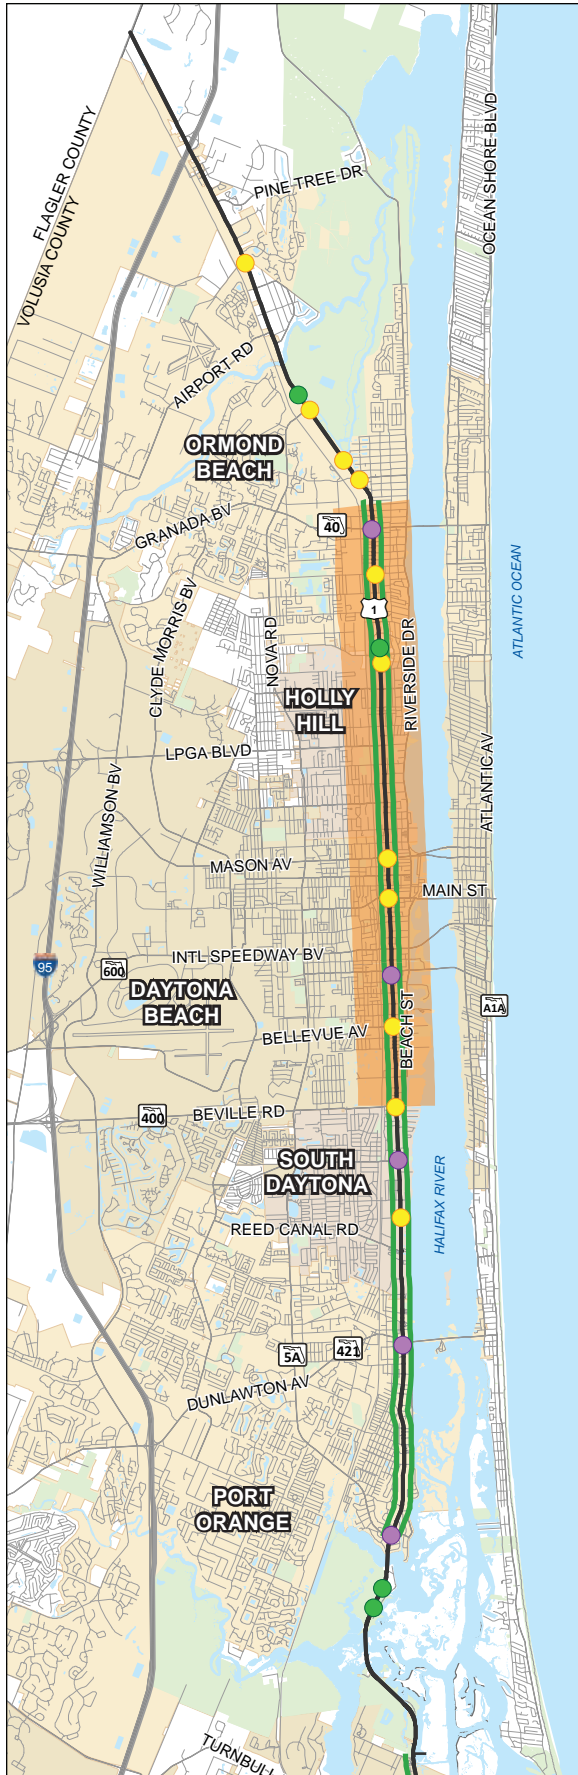 OCEAN SHORE BLVD
FLAGLER COUNTY
VOLUSIA COUNTY
PINE TREE DR
AIRPORT RD
ORMOND
BEACH
GRANADA BV
40
ATLANTIC OCEAN
CLYDE MORRIS BV
1
NOVA RD
RIVERSIDE DR
HOLLY
HILL
LPGA BLVD
ATLANTIC AV
WILLIAMSON BV
MASON AV
MAIN ST
INTL SPEEDWAY BV
95
600
DAYTONA
BEACH
A1A
BEACH ST
BELLEVUE AV
BEVILLE RD
400
SOUTH
DAYTONA
HALIFAX RIVER
REED CANAL RD
5A
421
DUNLAWTON AV
PORT
ORANGE
TURNBULL